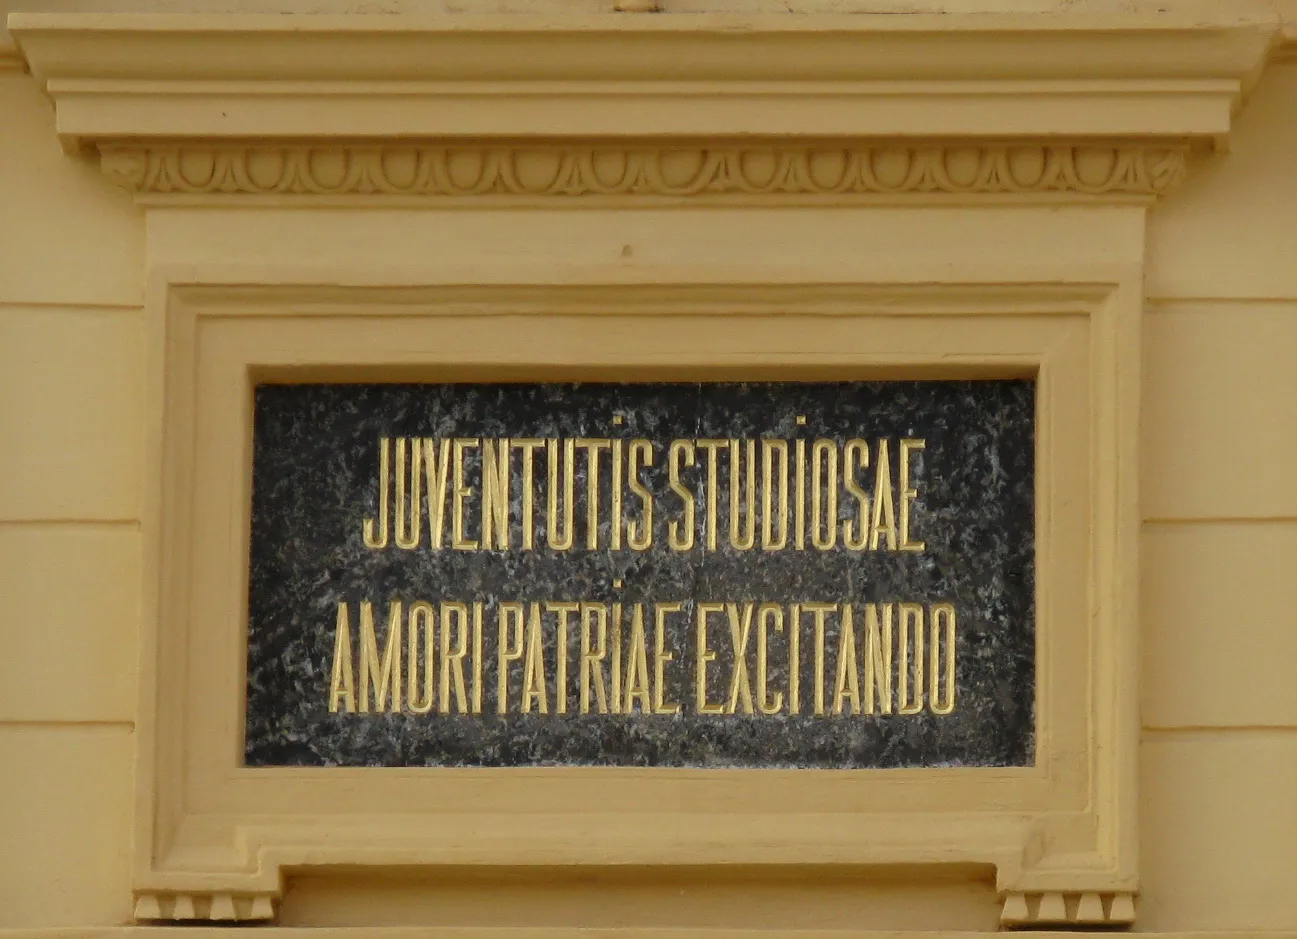 JUVENTUTiS STUDiOSAE
AMORI PATRiAE EXCITANDO